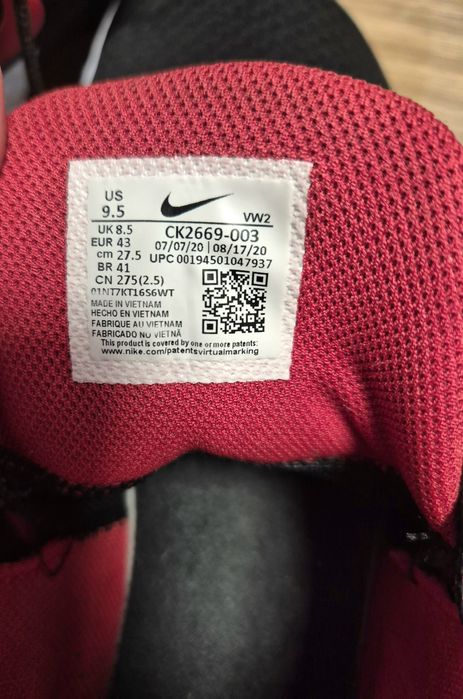 US
9.5
VW2
UK 8.5
CK2669-003
EUR 43
07/07/20 | 08/17/20
cm 27.5
UPC 00194501047937
BR 41
CN 275(2.5)
01NT7KT16S6WT
MADE IN VIETNAM
HECHO EN VIETNAM
FABRIQUE AU VIETNAM
FABRICADO NO VIETNÃ
This product is covered by one or more patents:
www.nike.com/patentsvirtualmarking